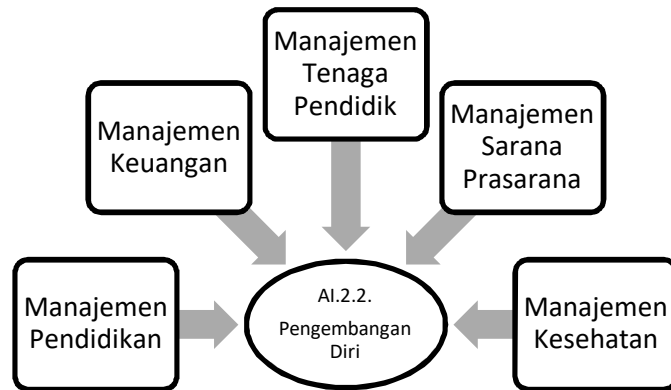 Manajemen
Tenaga
Pendidik
Manajemen
Keuangan
Manajemen
Sarana
Prasarana
Manajemen
Pendidikan
AI.2.2.
Pengembangan
Diri
Manajemen
Kesehatan